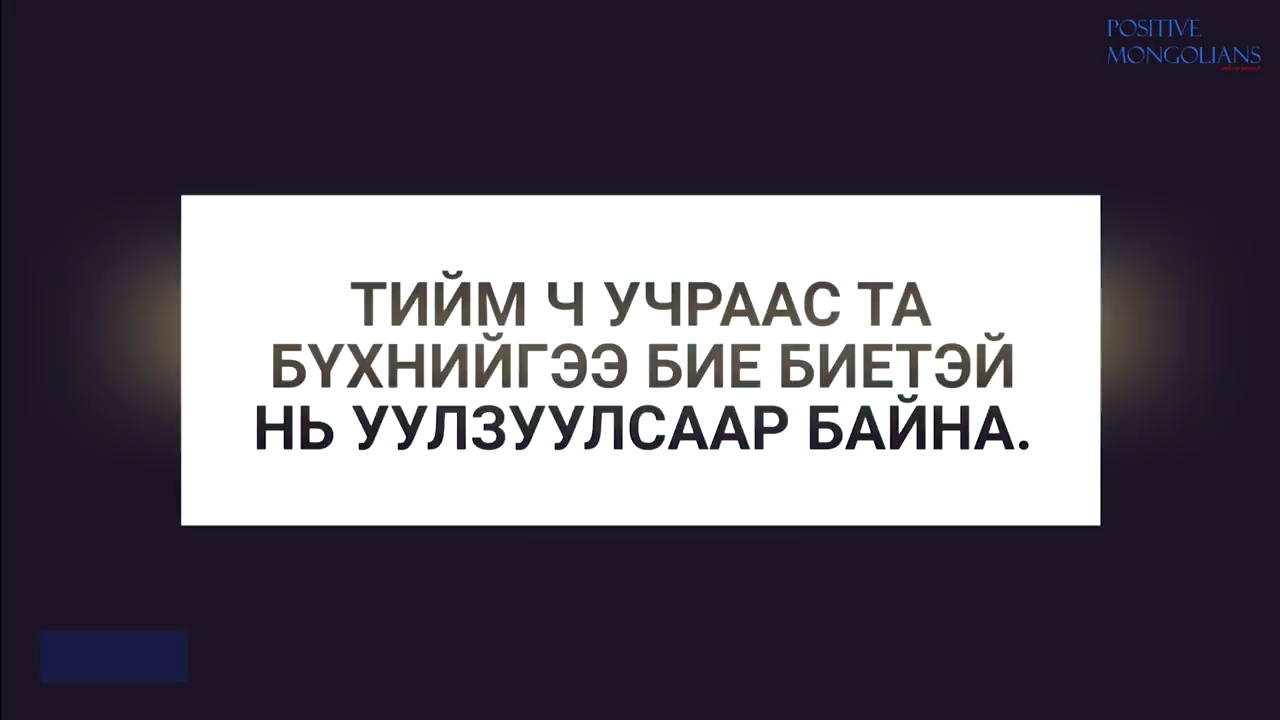 POSITIVE
MONGOLIANS
ТИЙМ Ч УЧРААС ТА
БҮХНИЙГЭЭ БИЕ БИЕТЭЙ
НЬ УУЛЗУУЛСААР БАЙНА.